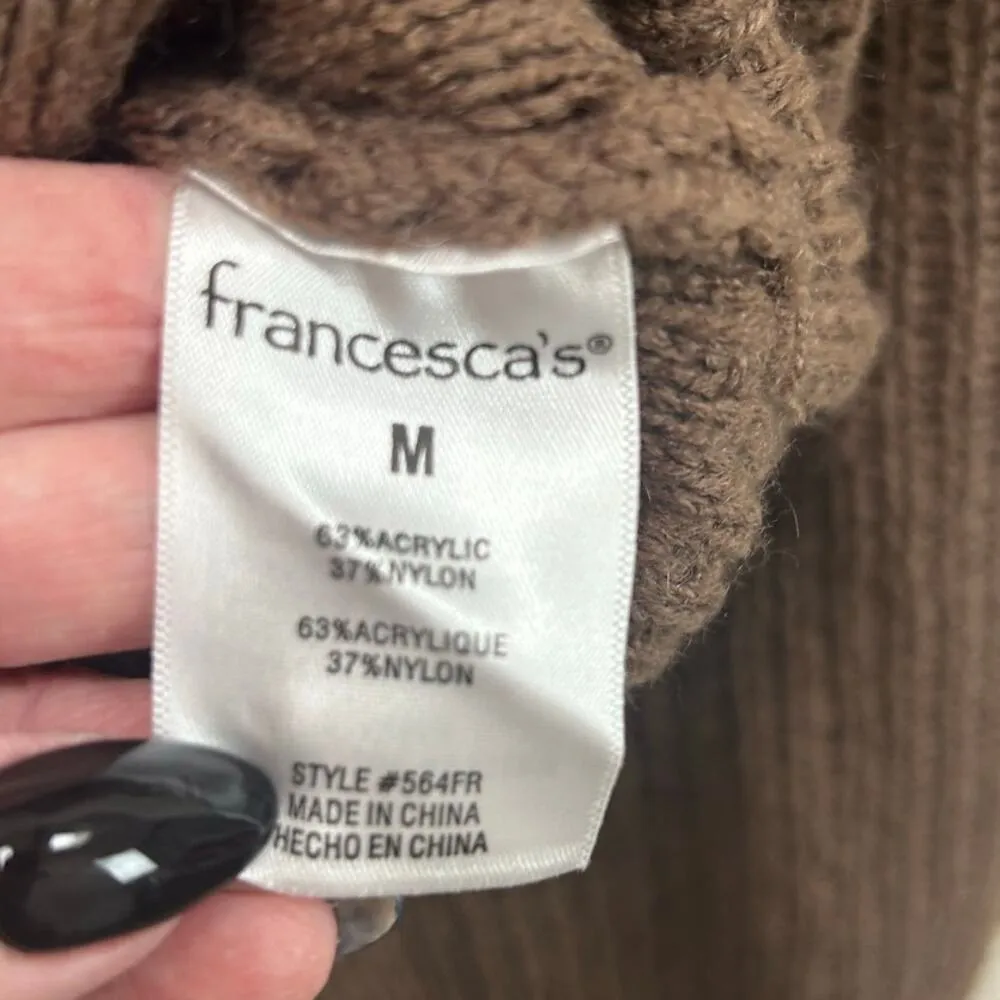 francesca's®
M
63%ACRYLIC
37%NYLON
63%ACRYLIQUE
37%NYLON
STYLE #564FR
MADE IN CHINA
HECHO EN CHINA